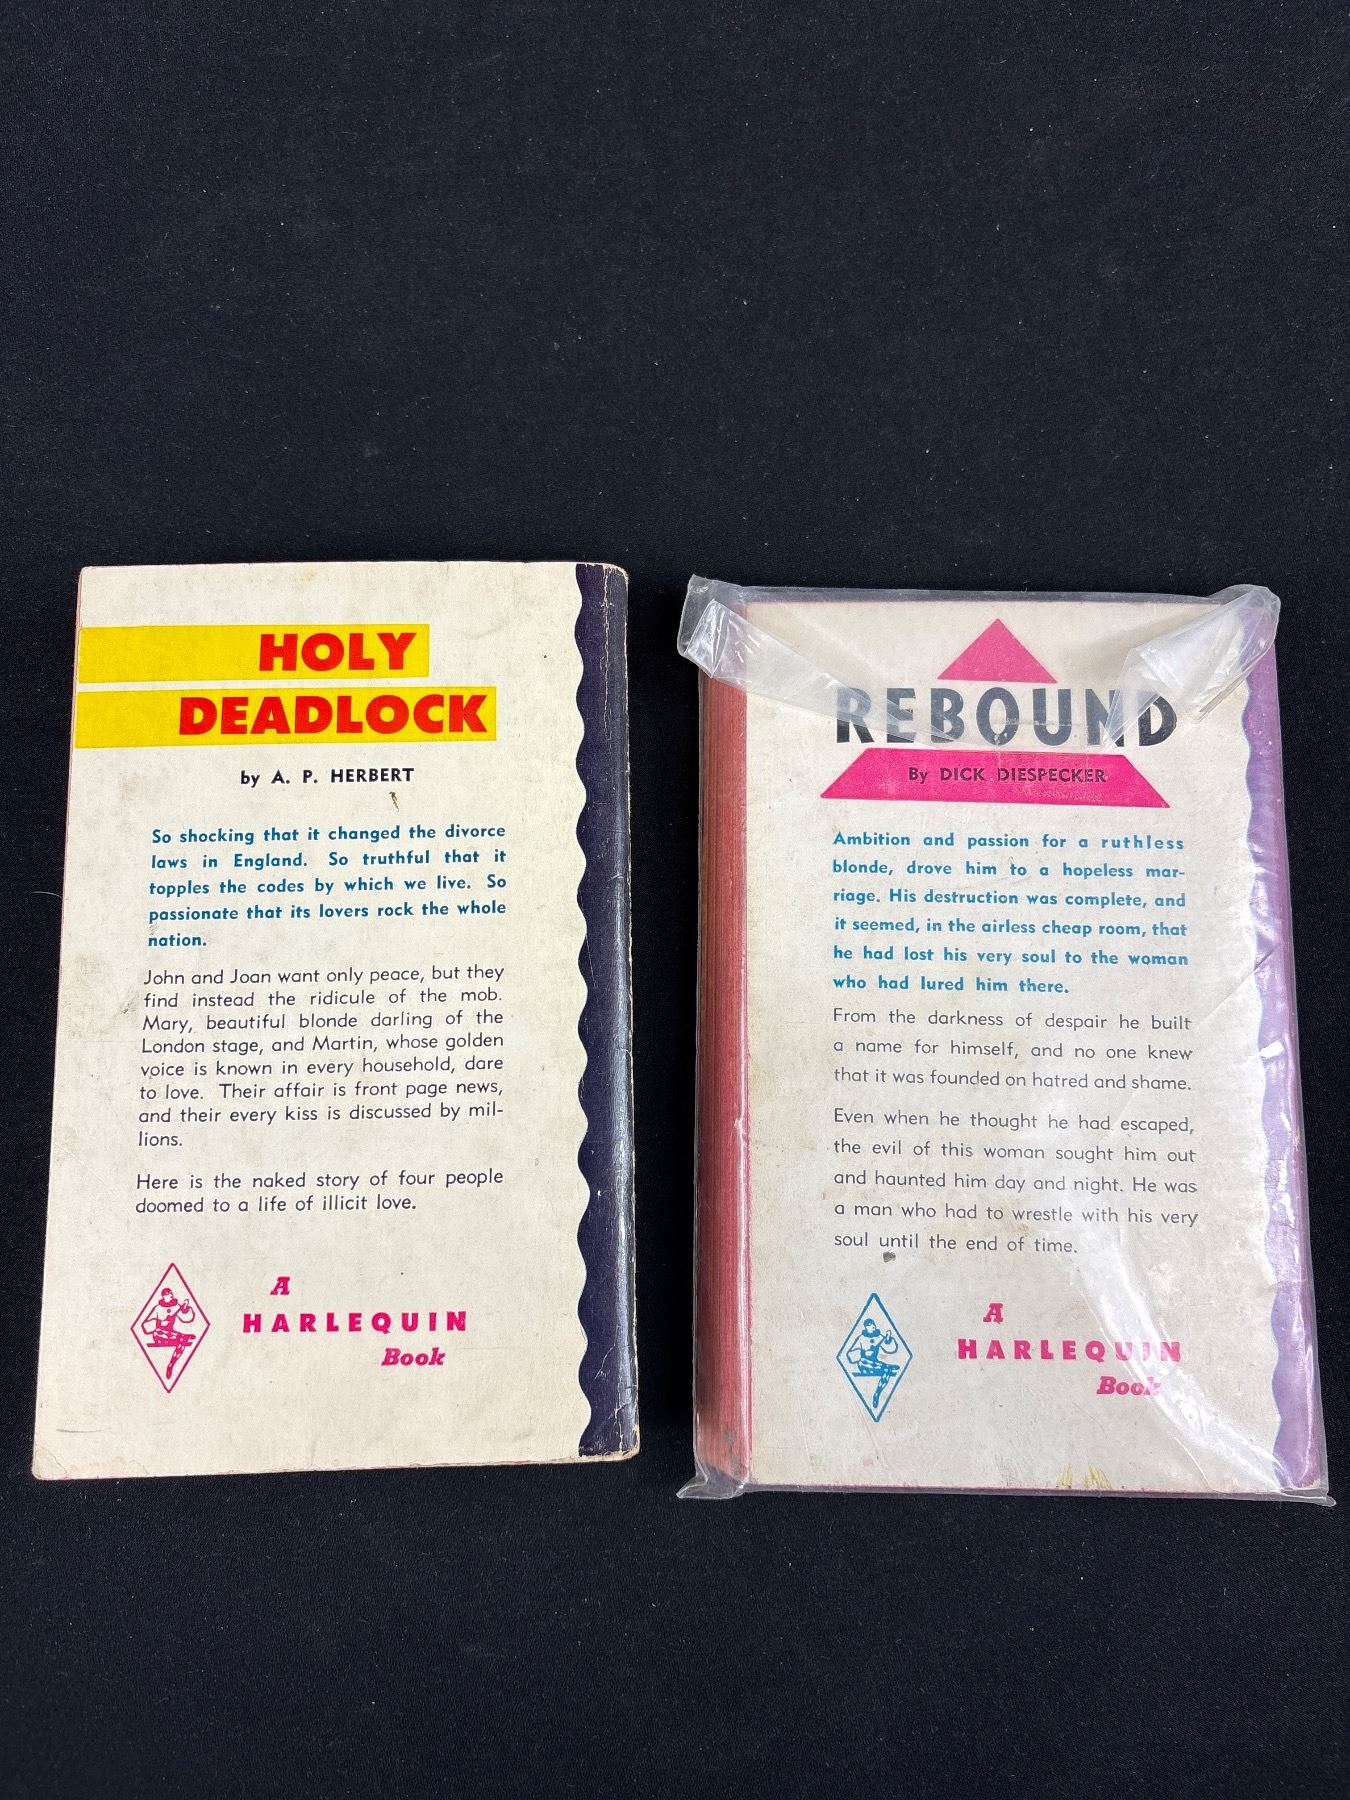 HOLY
DEADLOCK
by A. P. HERBERT
So shocking that it changed the divorce
laws in England. So truthful that it
topples the codes by which we live. So
passionate that its lovers rock the whole
nation.
John and Joan want only peace, but they
find instead the ridicule of the mob.
Mary, beautiful blonde darling of the
London stage, and Martin, whose golden
voice is known in every household, dare
to love. Their affair is front page news,
and their every kiss is discussed by mil-
lions.
Here is the naked story of four people
doomed to a life of illicit love.
A
HARLEQUIN
Book
REBOUND
By DICK DIESPECKER
Ambition and passion for a ruthless
blonde, drove him to a hopeless mar-
riage. His destruction was complete, and
it seemed, in the airless cheap room, that
he had lost his very soul to the woman
who had lured him there.
From the darkness of despair he built
a name for himself, and no one knew
that it was founded on hatred and shame.
Even when he thought he had escaped,
the evil of this woman sought him out
and haunted him day and night. He was
a man who had to wrestle with his very
soul until the end of time.
A
HARLEQUIN
Book